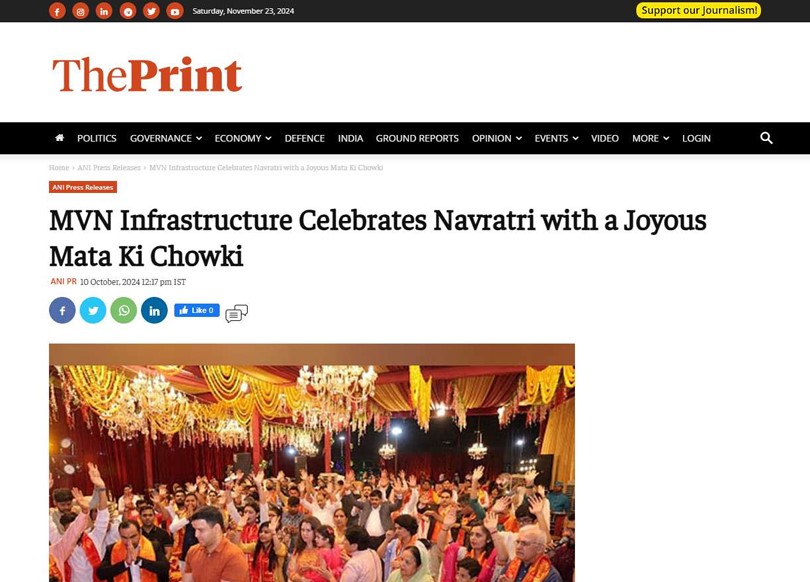 Saturday, November 23, 2024
Support our Journalism!
ThePrint
POLITICS GOVERNANCE ECONOMY DEFENCE INDIA GROUND REPORTS OPINION EVENTS VIDEO MORE LOGIN
Home › ANI Press Releases › MVN Infrastructure Celebrates Navratri with a Joyous Mata Ki Chowki
ANI Press Releases
MVN Infrastructure Celebrates Navratri with a Joyous
Mata Ki Chowki
ANI PR 10 October, 2024 12:17 pm IST
Like 0